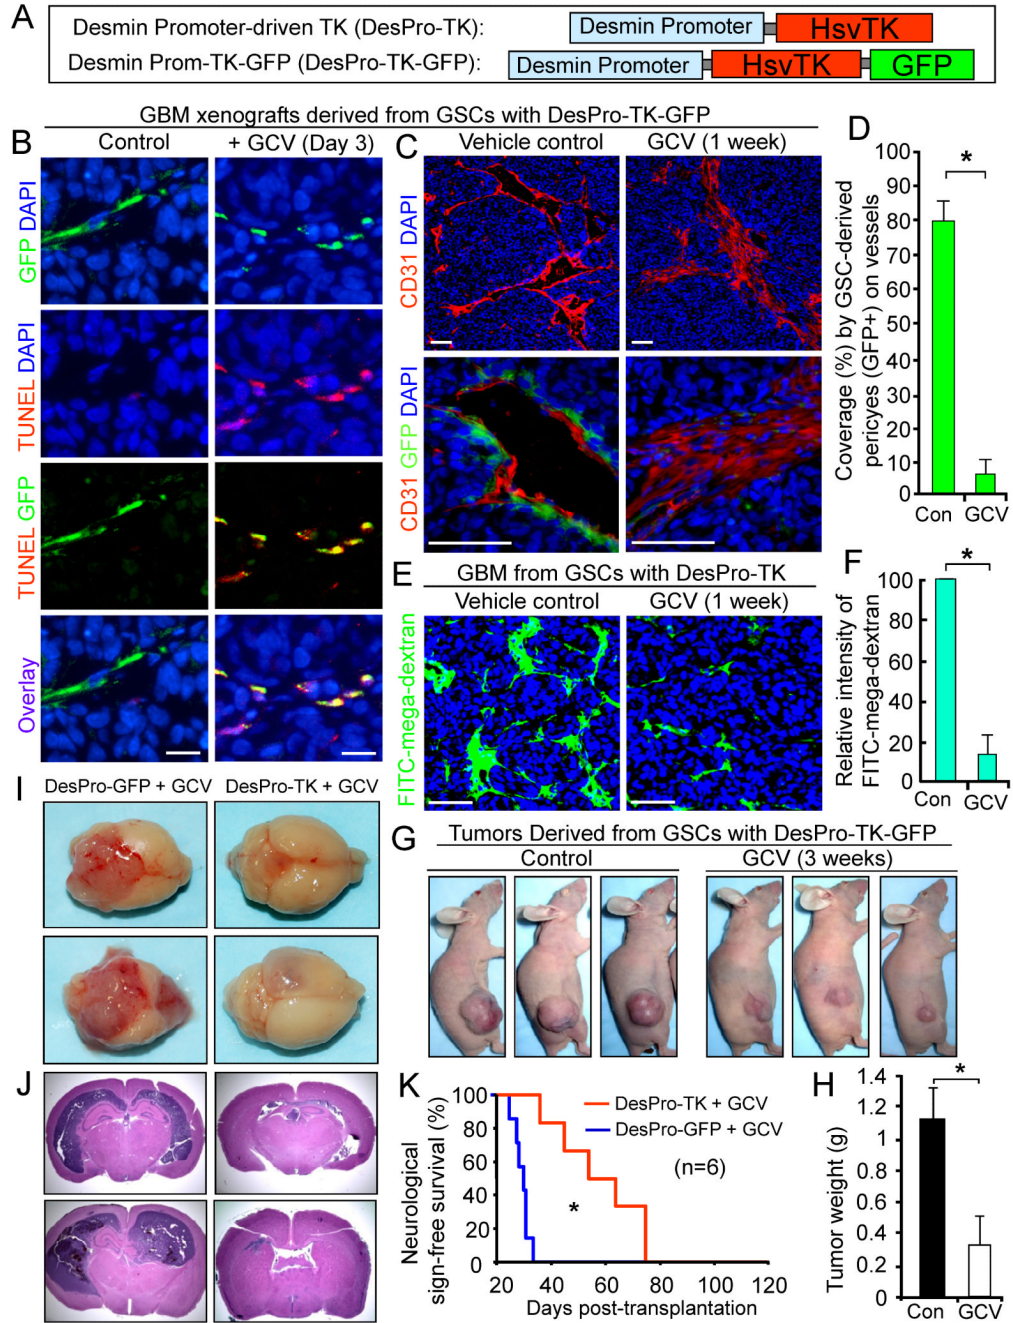 A
Desmin Promoter-driven TK (DesPro-TK):
Desmin Promoter
HsvTK
Desmin Prom-TK-GFP (DesPro-TK-GFP):
Desmin Promoter
HsvTK
GFP
GBM xenografts derived from GSCs with DesPro-TK-GFP
B
Control
+ GCV (Day 3)
GFP DAPI
TUNEL DAPI
TUNEL GFP
Overlay
C
Vehicle control
GCV (1 week)
CD31 DAPI
CD31 GFP DAPI
D
Coverage (%) by GSC-derived
pericyes (GFP+) on vessels
100
90
80
70
60
50
40
30
20
10
0
*
Con
GCV
E
GBM from GSCs with DesPro-TK
Vehicle control
GCV (1 week)
FITC-mega-dextran
F
Relative intensity of
FITC-mega-dextran
100
80
60
40
20
0
*
Con
GCV
G
Tumors Derived from GSCs with DesPro-TK-GFP
Control
GCV (3 weeks)
H
Tumor weight (g)
1.4
1.2
1
0.8
0.6
0.4
0.2
0
*
Con
GCV
I
DesPro-GFP + GCV
DesPro-TK + GCV
J
K
Neurological
sign-free survival (%)
100
80
60
40
20
0
DesPro-TK + GCV
DesPro-GFP + GCV
(n=6)
*
20
40
60
80
100
120
Days post-transplantation